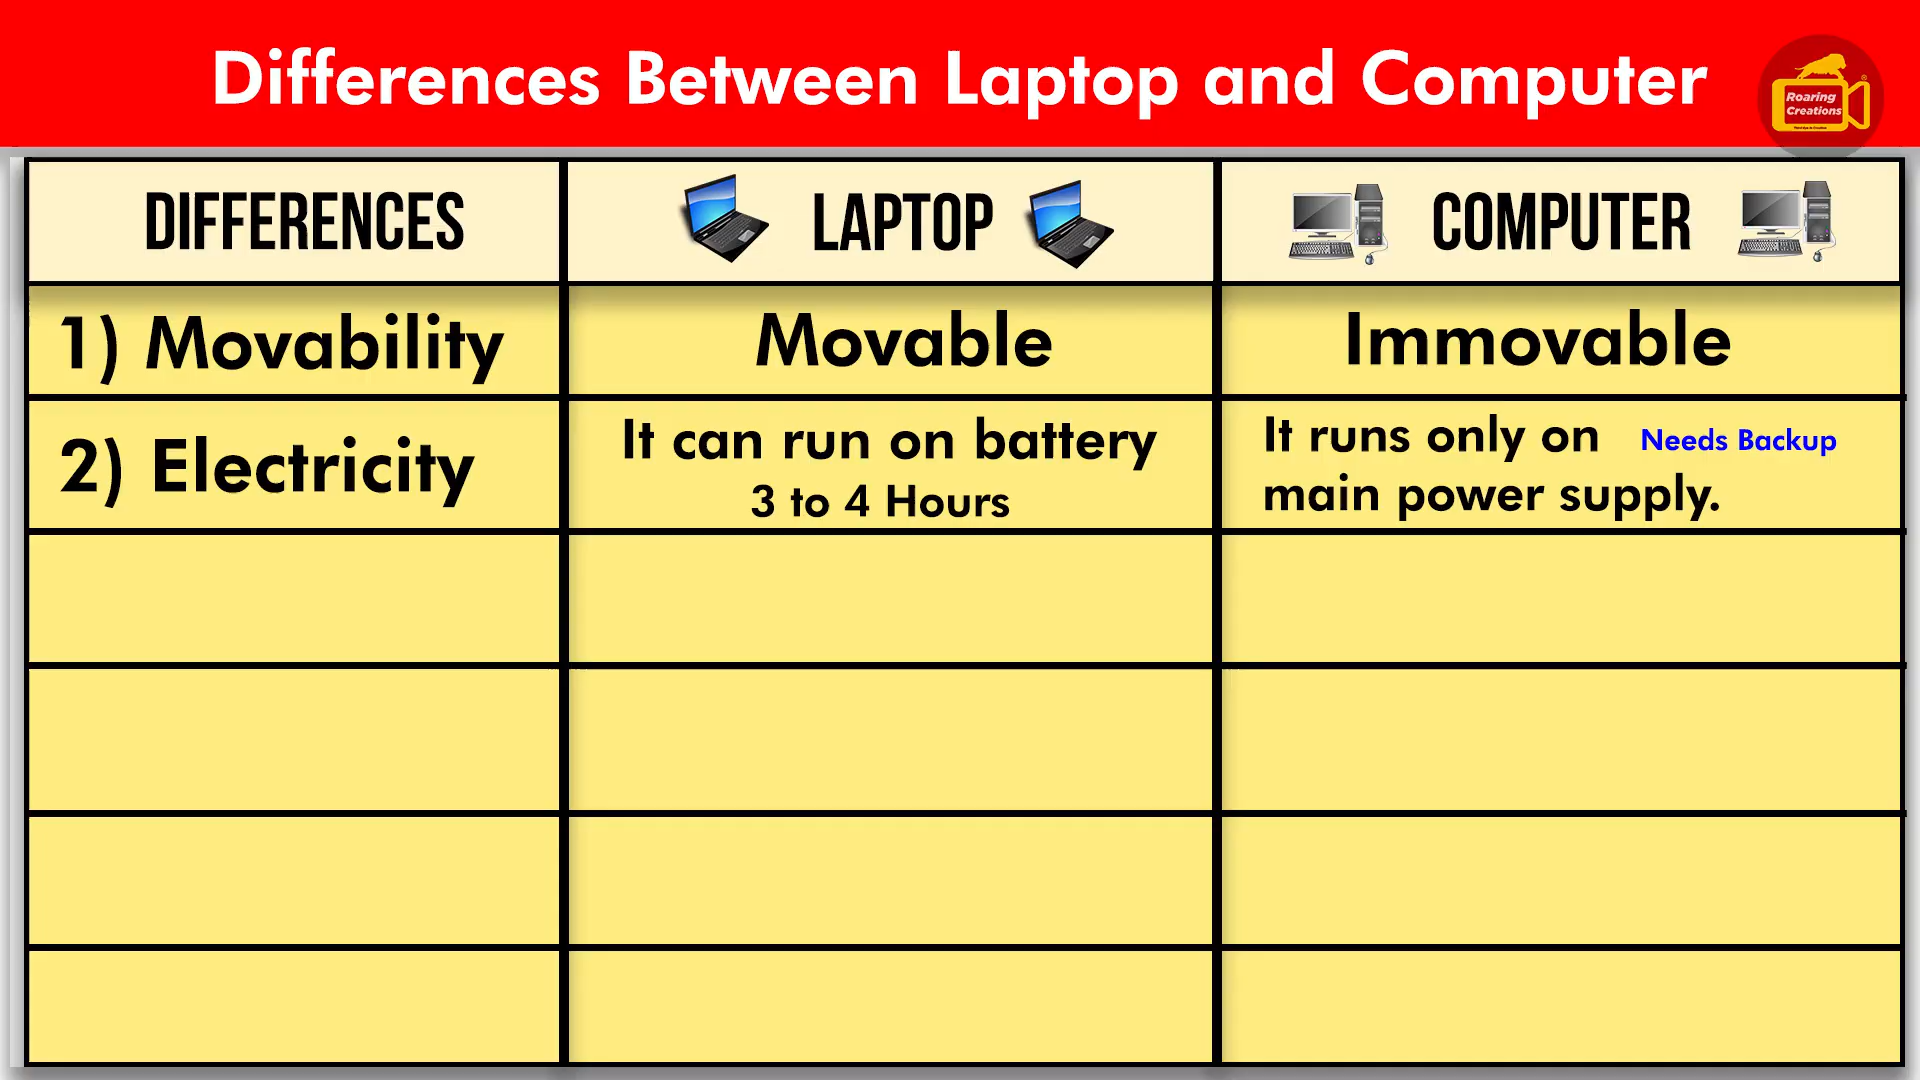 Differences Between Laptop and Computer
Roaring
Creations
DIFFERENCES
LAPTOP
COMPUTER
1) Movability
Movable
Immovable
2) Electricity
It can run on battery
3 to 4 Hours
It runs only on
Needs Backup
main power supply.